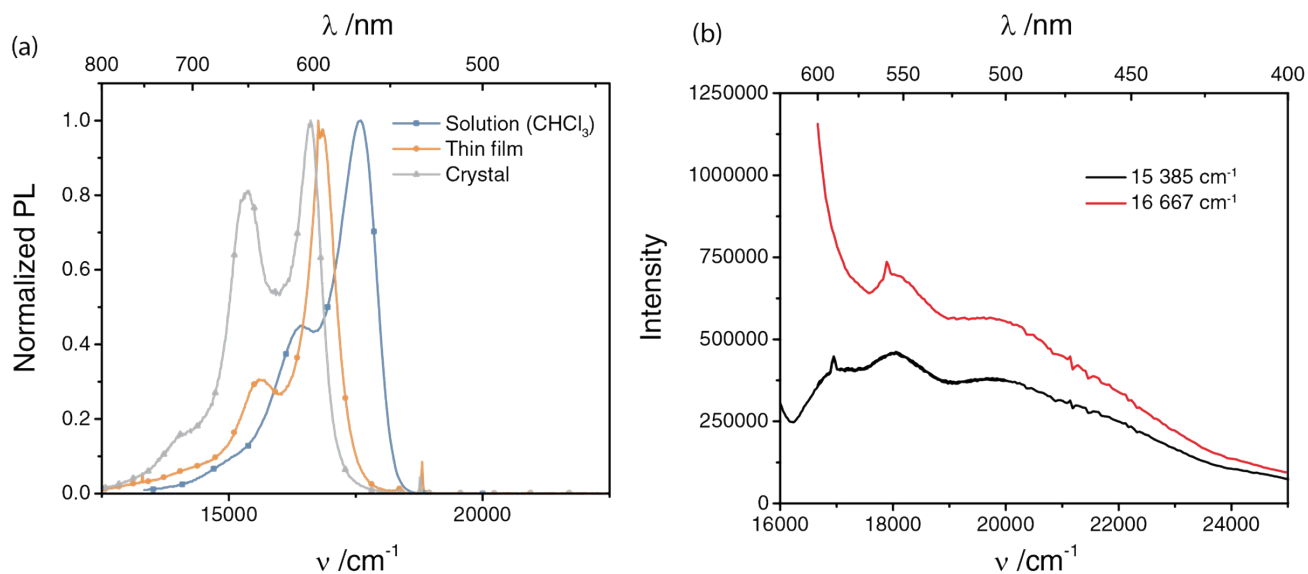 (a)
λ /nm
800 700 600 500
Normalized PL
1.0
0.8
0.6
0.4
0.2
0.0
Solution (CHCl₃)
Thin film
Crystal
15000 20000
ν /cm⁻¹
(b)
λ /nm
600 550 500 450 400
Intensity
1250000
1000000
750000
500000
250000
0
15 385 cm⁻¹
16 667 cm⁻¹
16000 18000 20000 22000 24000
ν /cm⁻¹